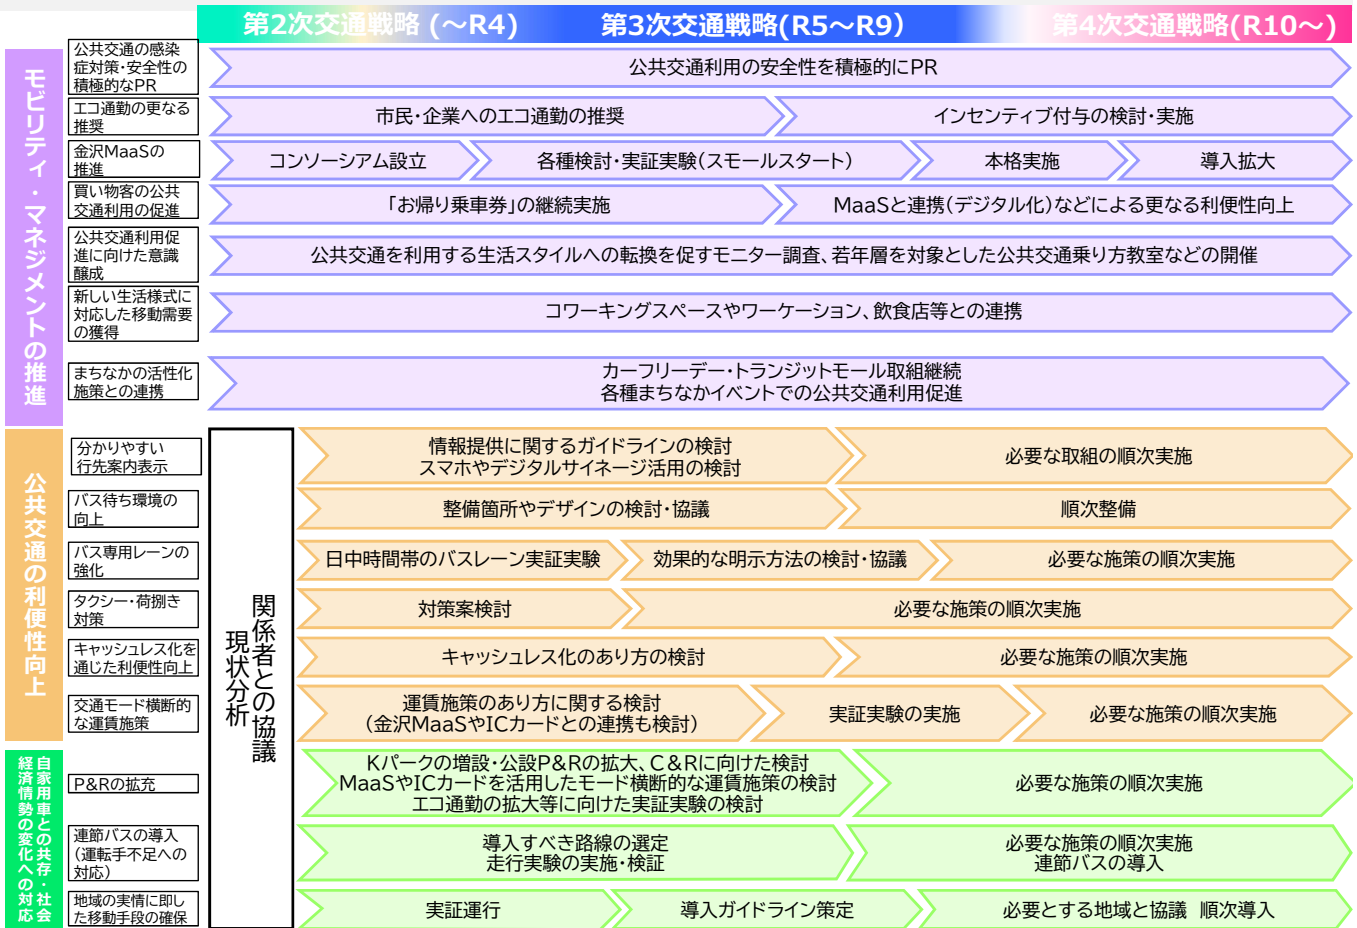 第2次交通戦略 (～R4)
第3次交通戦略(R5～R9)
第4次交通戦略(R10～)
モビリティ・マネジメントの推進
公共交通の感染
症対策・安全性の
積極的なPR
公共交通利用の安全性を積極的にPR
エコ通勤の更なる
推奨
市民・企業へのエコ通勤の推奨
インセンティブ付与の検討・実施
金沢MaaSの
推進
コンソーシアム設立
各種検討・実証実験(スモールスタート)
本格実施
導入拡大
買い物客の公共
交通利用の促進
「お帰り乗車券」の継続実施
MaaSと連携(デジタル化)などによる更なる利便性向上
公共交通利用促
進に向けた意識
醸成
公共交通を利用する生活スタイルへの転換を促すモニター調査、若年層を対象とした公共交通乗り方教室などの開催
新しい生活様式に
対応した移動需要
の獲得
コワーキングスペースやワーケーション、飲食店等との連携
まちなかの活性化
施策との連携
カーフリーデー・トランジットモール取組継続
各種まちなかイベントでの公共交通利用促進
公共交通の利便性向上
関係者との協議
現状分析
分かりやすい
行先案内表示
情報提供に関するガイドラインの検討
スマホやデジタルサイネージ活用の検討
必要な取組の順次実施
バス待ち環境の
向上
整備箇所やデザインの検討・協議
順次整備
バス専用レーンの
強化
日中時間帯のバスレーン実証実験
効果的な明示方法の検討・協議
必要な施策の順次実施
タクシー・荷捌き
対策
対策案検討
必要な施策の順次実施
キャッシュレス化を
通じた利便性向上
キャッシュレス化のあり方の検討
必要な施策の順次実施
交通モード横断的
な運賃施策
運賃施策のあり方に関する検討
(金沢MaaSやICカードとの連携も検討)
実証実験の実施
必要な施策の順次実施
自家用車との共存・社会
経済情勢の変化への対応
P&Rの拡充
Kパークの増設・公設P&Rの拡大、C&Rに向けた検討
MaaSやICカードを活用したモード横断的な運賃施策の検討
エコ通勤の拡大等に向けた実証実験の検討
必要な施策の順次実施
連節バスの導入
(運転手不足への
対応)
導入すべき路線の選定
走行実験の実施・検証
必要な施策の順次実施
連節バスの導入
地域の実情に即し
た移動手段の確保
実証運行
導入ガイドライン策定
必要とする地域と協議 順次導入